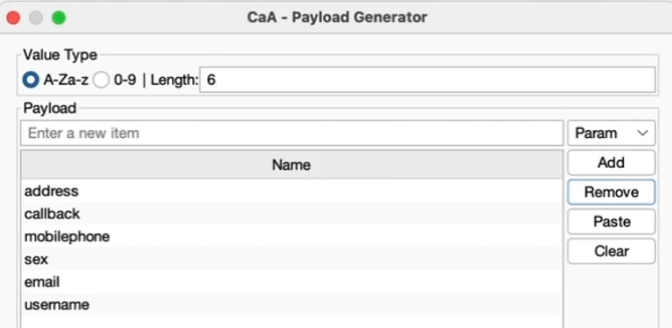 CaA - Payload Generator
Value Type
A-Za-z 0-9 | Length: 6
Payload
Enter a new item Param
Name Add
address Remove
callback Paste
mobilephone Clear
sex
email
username